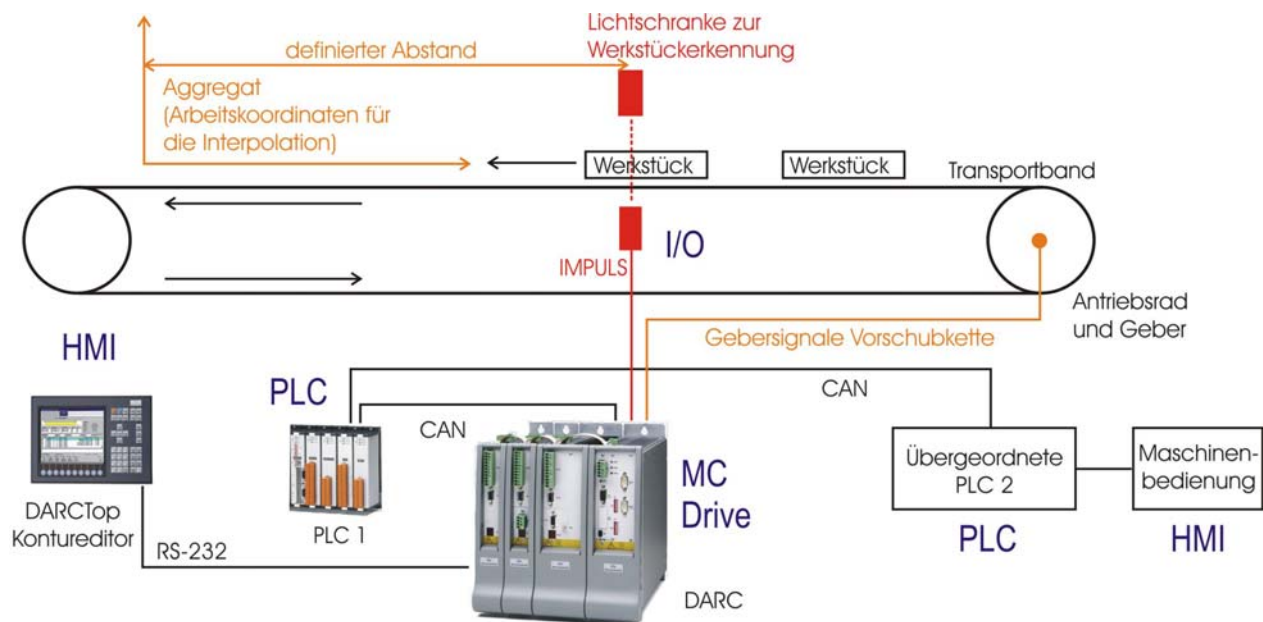 Lichtschranke zur
Werkstückerkennung
definierter Abstand
Aggregat
(Arbeitskoordinaten für
die Interpolation)
Werkstück
Werkstück
Transportband
I/O
IMPULS
Antriebsrad
und Geber
Gebersignale Vorschubkette
HMI
PLC
CAN
CAN
MC
Drive
Übergeordnete
PLC 2
Maschinen-
bedienung
DARCTop
Kontureditor
PLC 1
RS-232
PLC
HMI
DARC